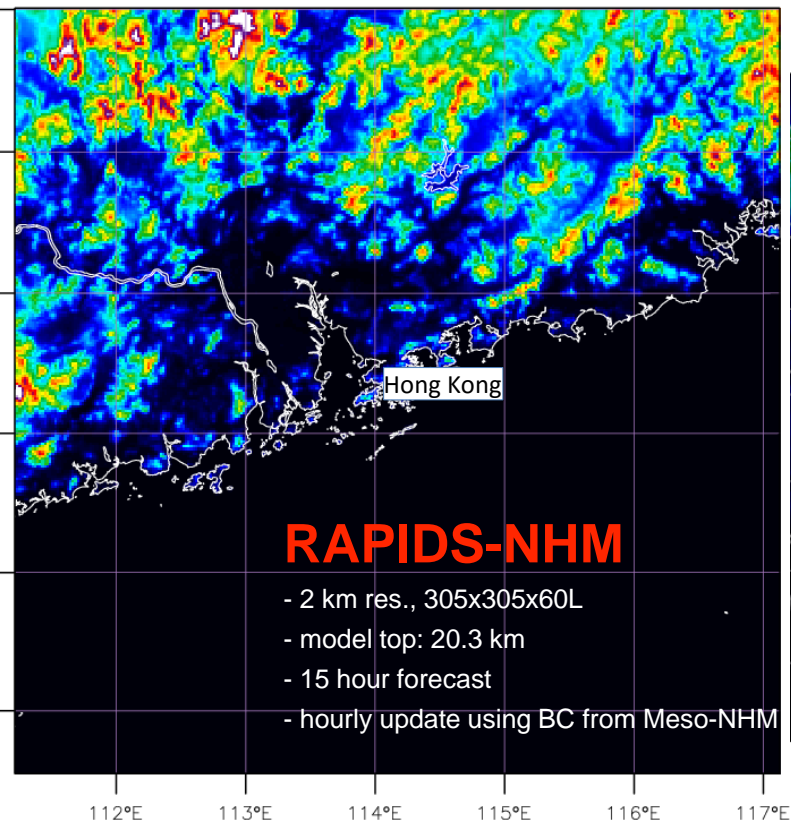 Hong Kong
RAPIDS-NHM
- 2 km res., 305x305x60L
- model top: 20.3 km
- 15 hour forecast
- hourly update using BC from Meso-NHM
112°E 113°E 114°E 115°E 116°E 117°E